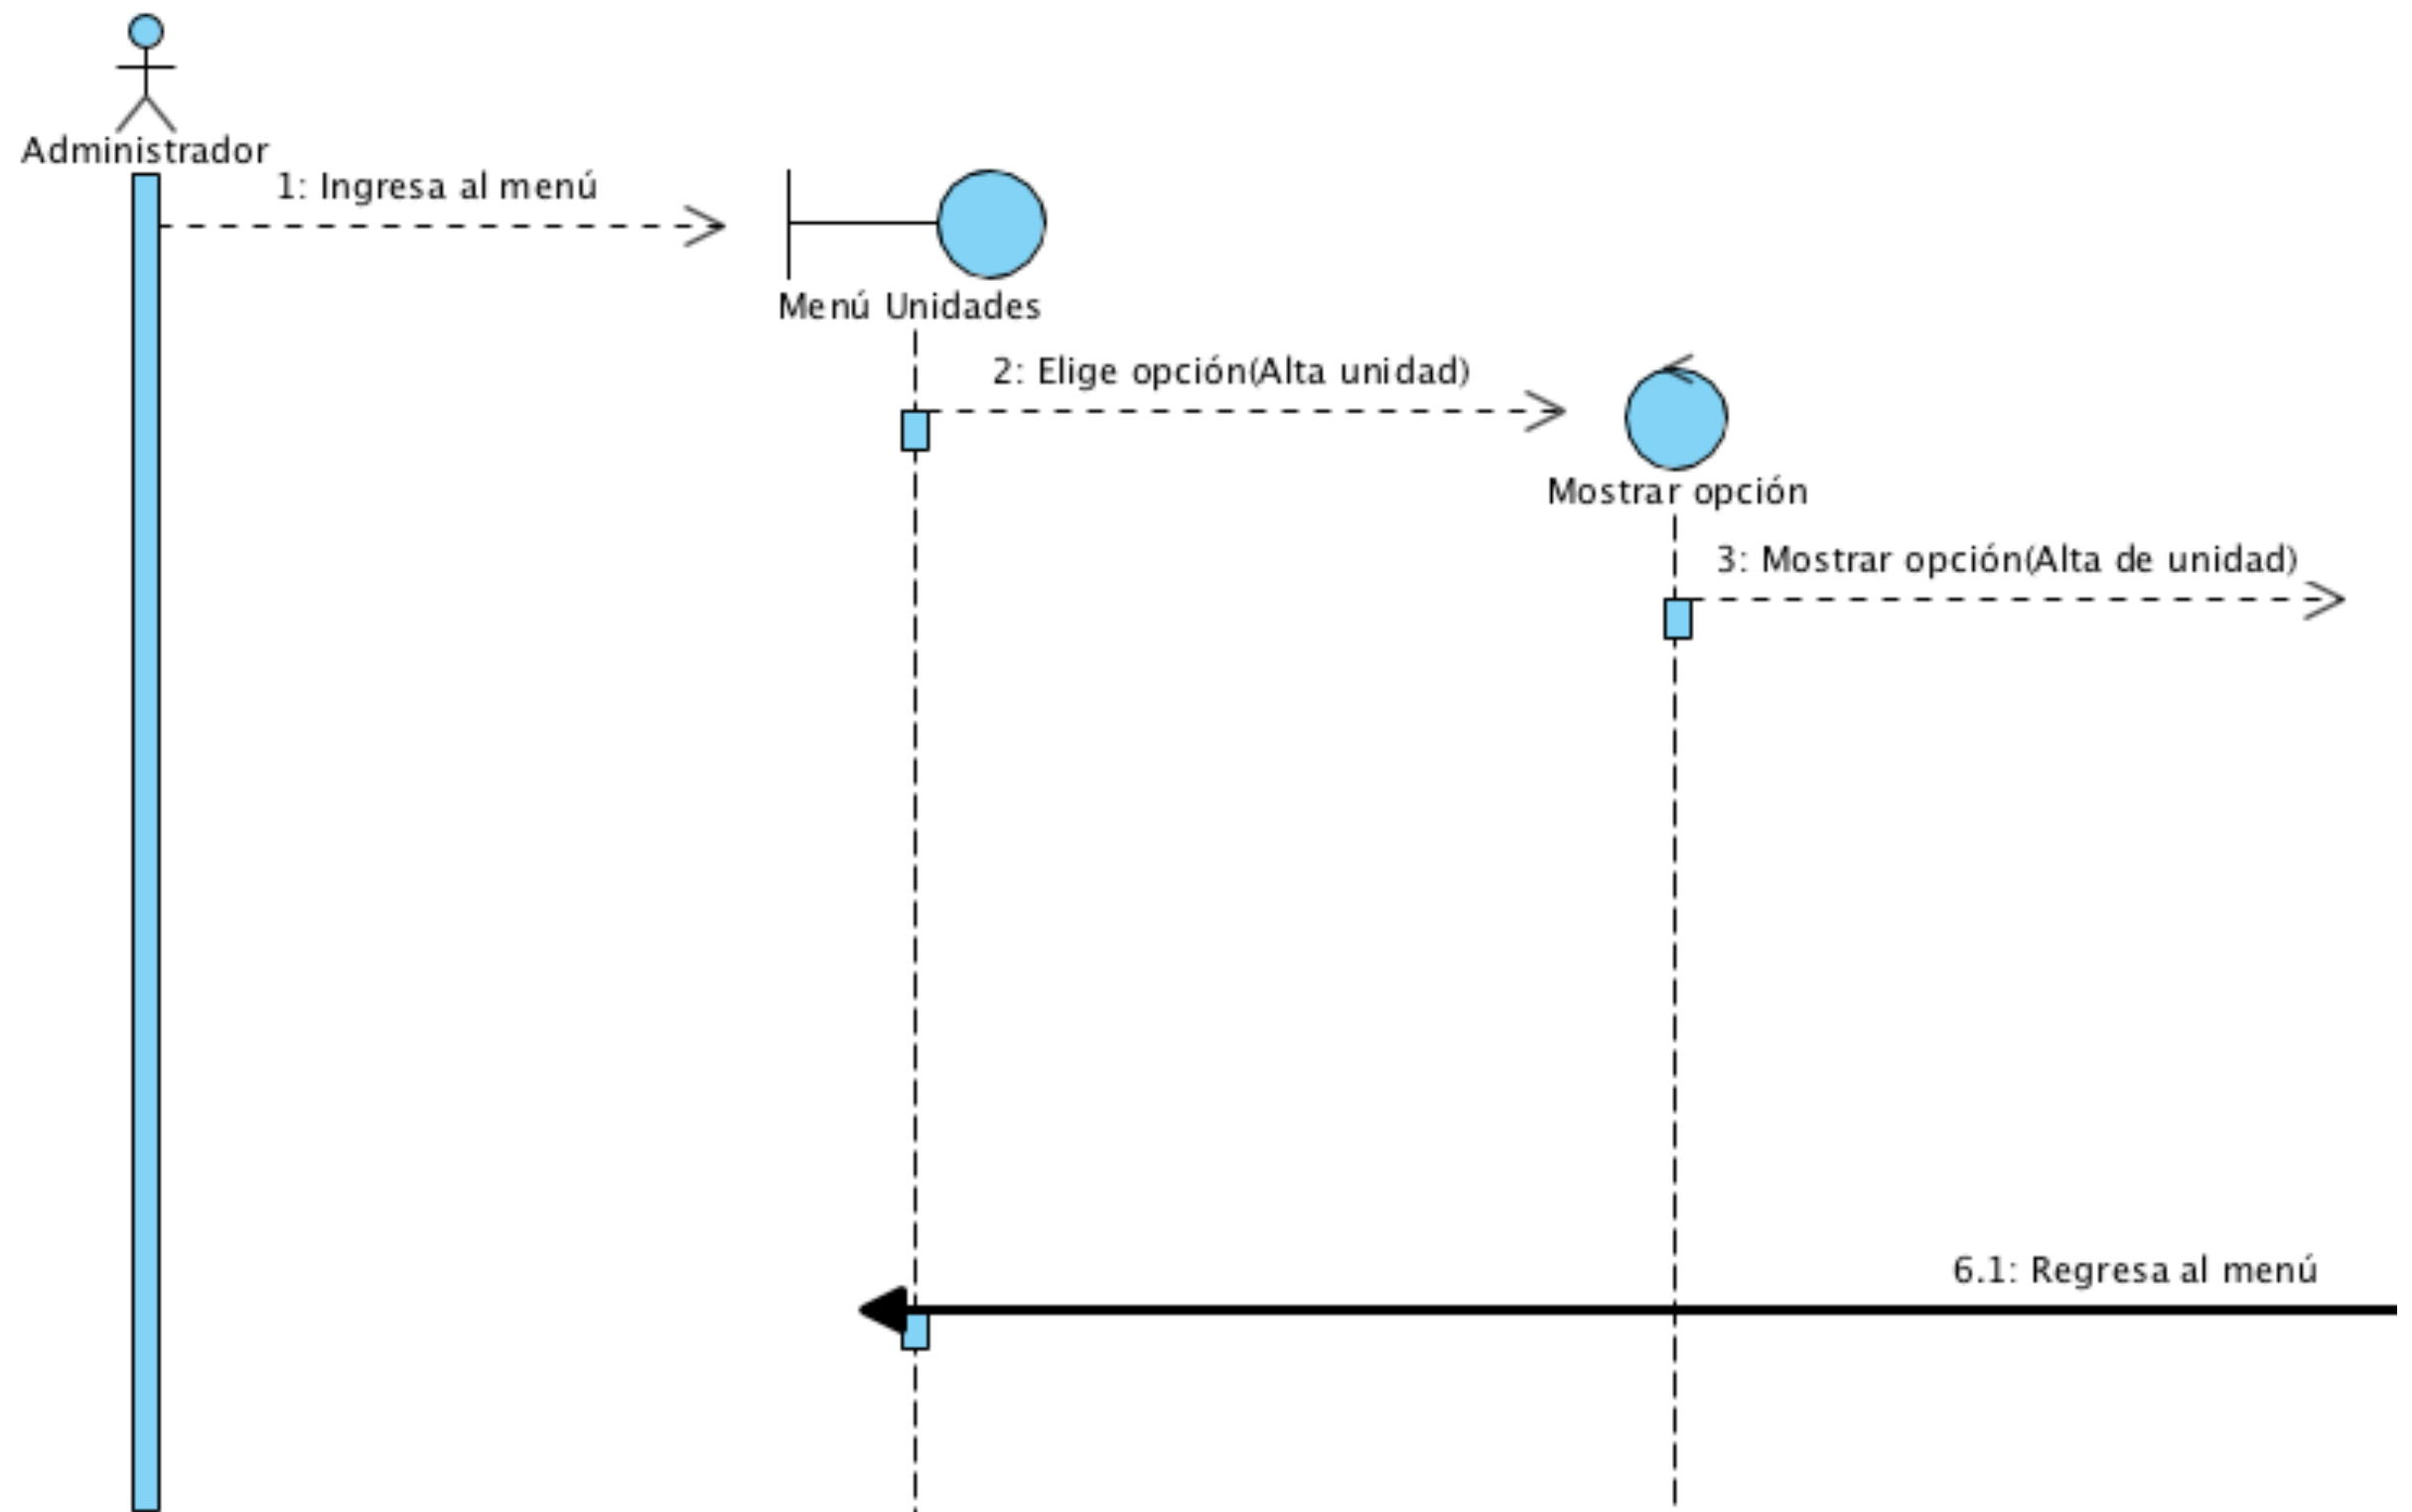 Administrador
1: Ingresa al menú
Menú Unidades
2: Elige opción(Alta unidad)
Mostrar opción
3: Mostrar opción(Alta de unidad)
6.1: Regresa al menú